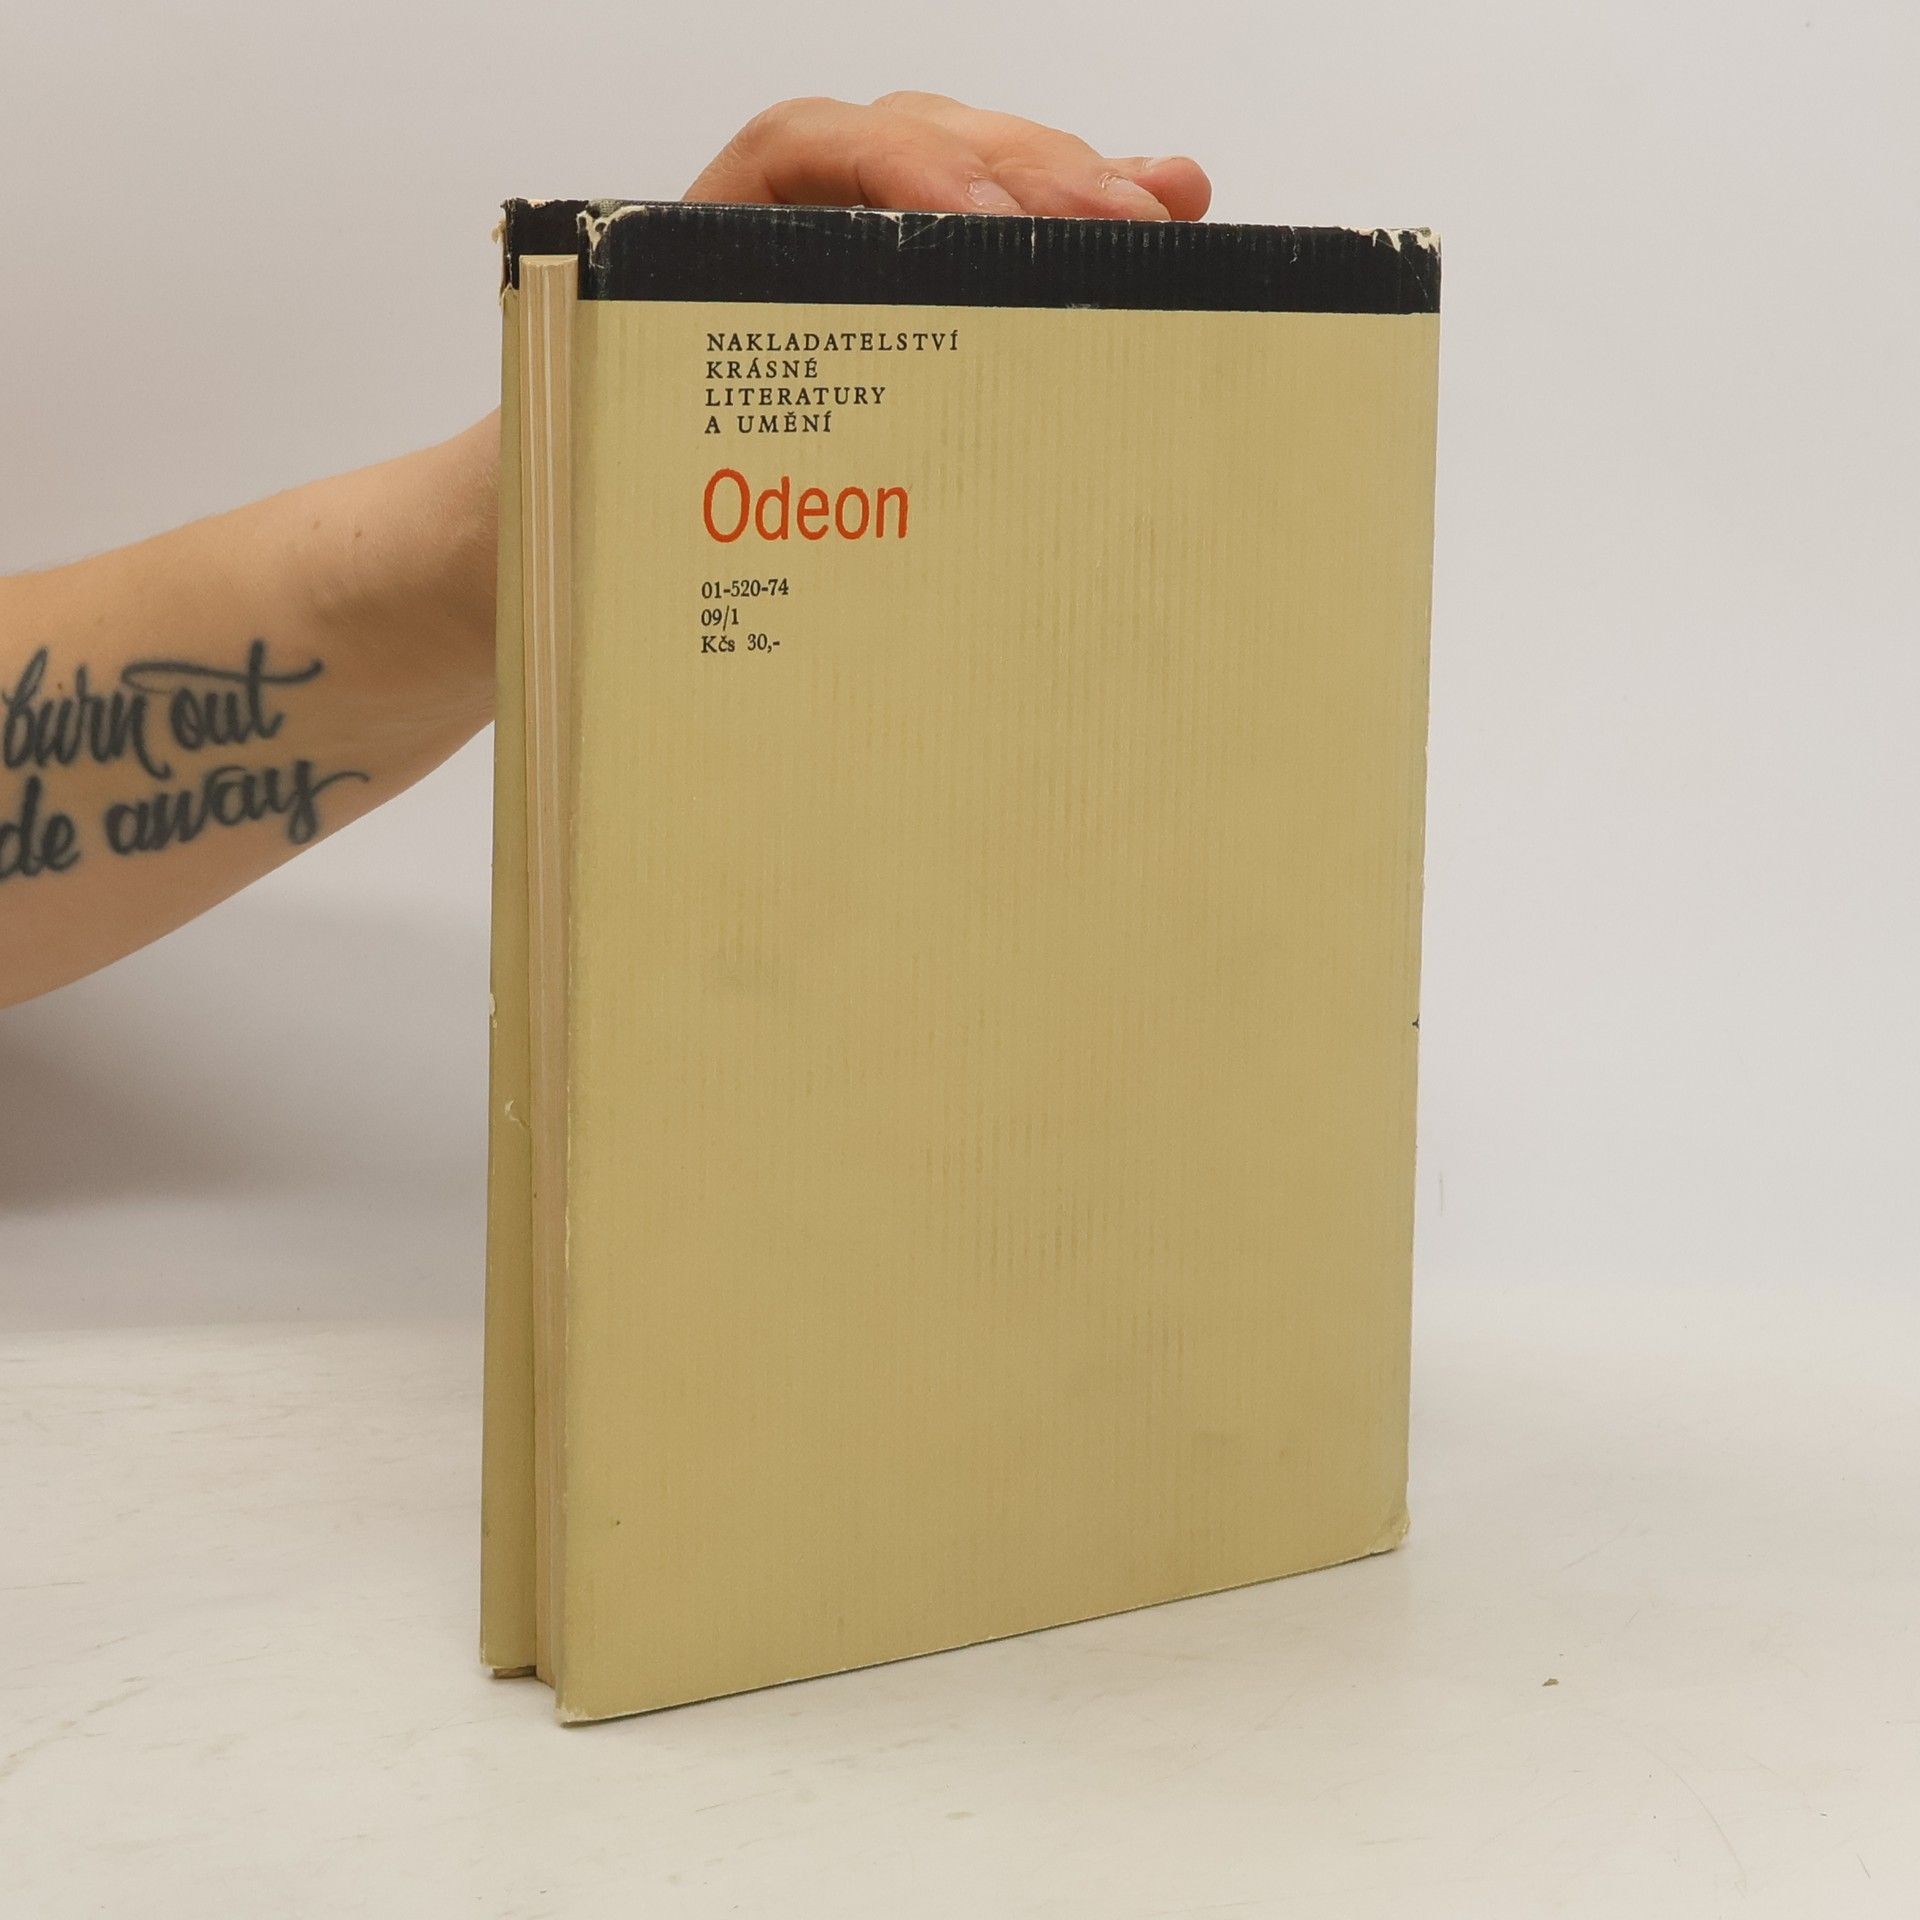 NAKLADATELSTVÍ
KRÁSNÉ
LITERATURY
A UMĚNÍ
Odeon
01-520-74
09/1
Kčs 30,-
burn out
de away